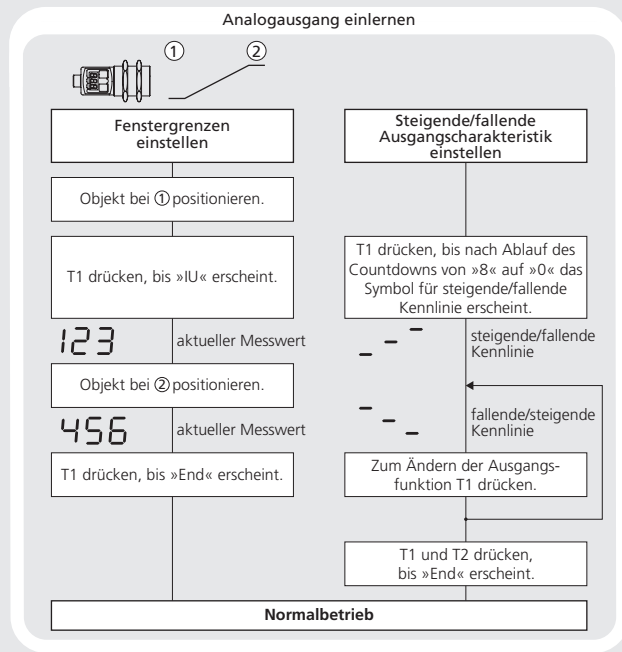 Analogausgang einlernen
① ②
Fenstergrenzen
einstellen
Objekt bei ① positionieren.
T1 drücken, bis »IU« erscheint.
123 aktueller Messwert
Objekt bei ② positionieren.
456 aktueller Messwert
T1 drücken, bis »End« erscheint.
Steigende/fallende
Ausgangscharakteristik
einstellen
T1 drücken, bis nach Ablauf des
Countdowns von »8« auf »0« das
Symbol für steigende/fallende
Kennlinie erscheint.
steigende/fallende
Kennlinie
fallende/steigende
Kennlinie
Zum Ändern der Ausgangs-
funktion T1 drücken.
T1 und T2 drücken,
bis »End« erscheint.
Normalbetrieb